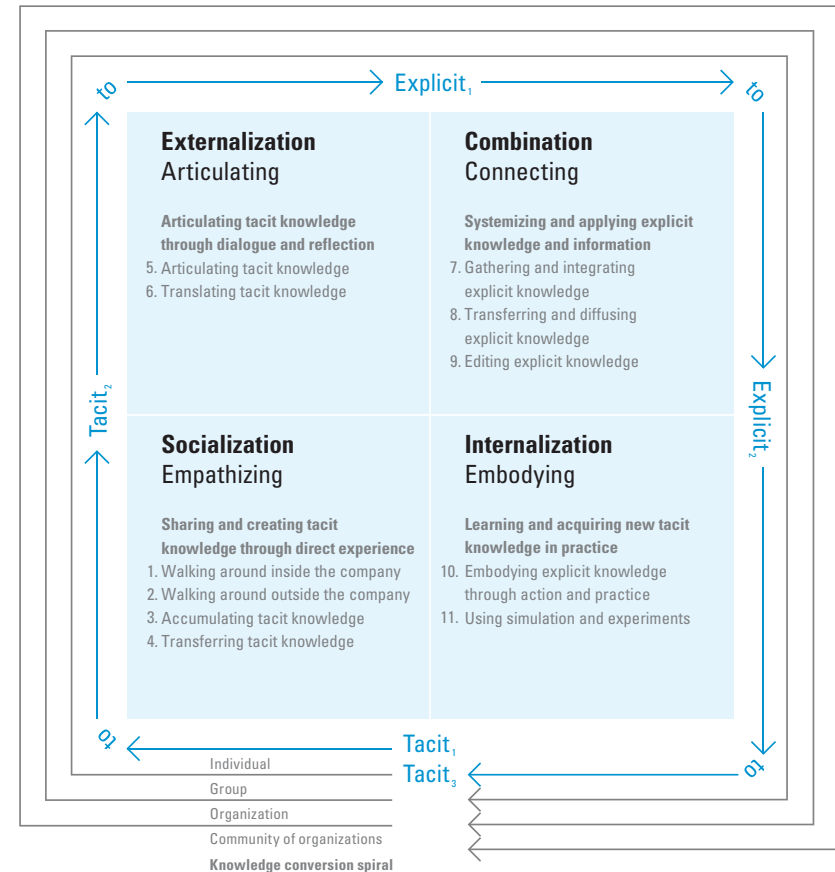 to
Explicit₁
to
Externalization
Articulating
Articulating tacit knowledge
through dialogue and reflection
5. Articulating tacit knowledge
6. Translating tacit knowledge
Combination
Connecting
Systemizing and applying explicit
knowledge and information
7. Gathering and integrating
explicit knowledge
8. Transferring and diffusing
explicit knowledge
9. Editing explicit knowledge
Tacit₂
Explicit₂
Socialization
Empathizing
Sharing and creating tacit
knowledge through direct experience
1. Walking around inside the company
2. Walking around outside the company
3. Accumulating tacit knowledge
4. Transferring tacit knowledge
Internalization
Embodying
Learning and acquiring new tacit
knowledge in practice
10. Embodying explicit knowledge
through action and practice
11. Using simulation and experiments
to
Tacit₁
to
Tacit₃
Individual
Group
Organization
Community of organizations
Knowledge conversion spiral